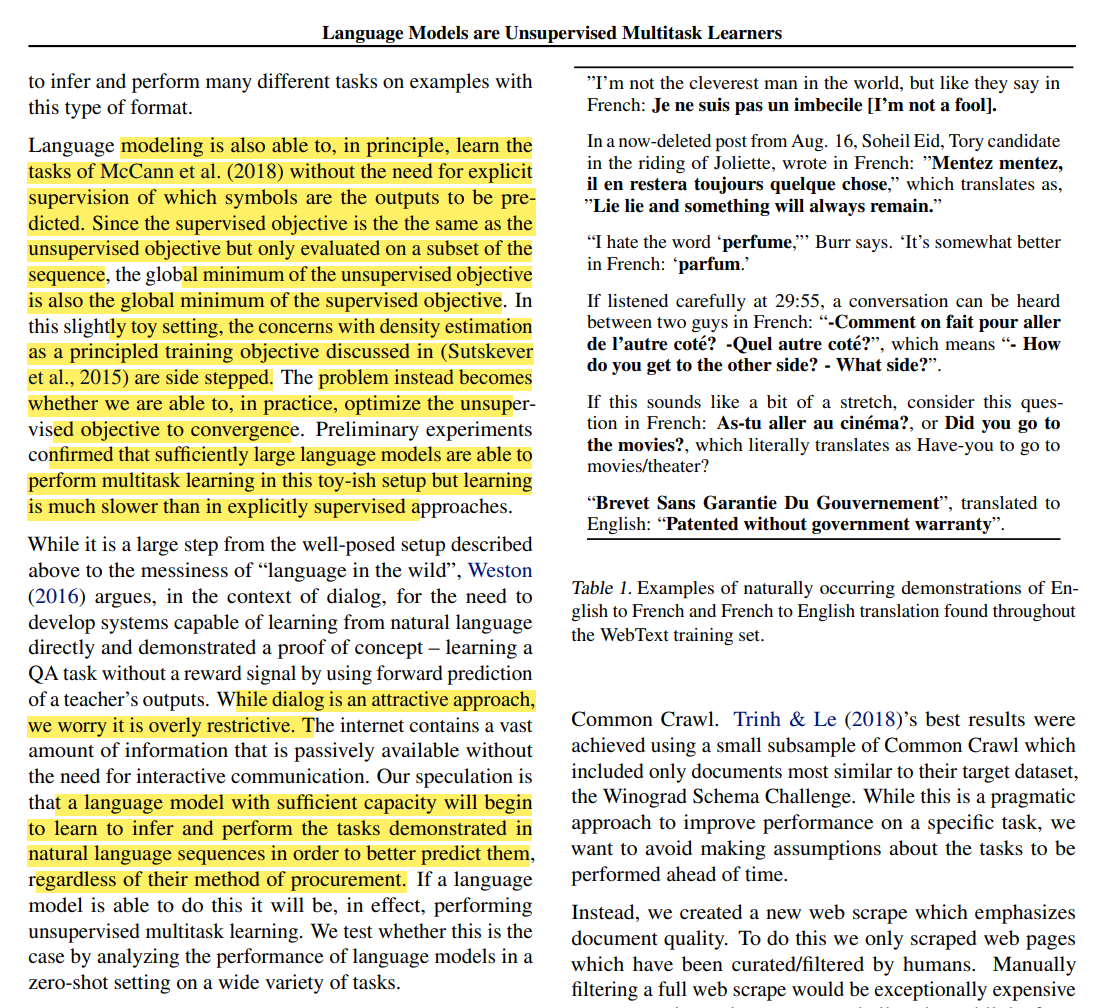 Language Models are Unsupervised Multitask Learners
to infer and perform many different tasks on examples with
this type of format.
Language modeling is also able to, in principle, learn the
tasks of McCann et al. (2018) without the need for explicit
supervision of which symbols are the outputs to be pre-
dicted. Since the supervised objective is the the same as the
unsupervised objective but only evaluated on a subset of the
sequence, the global minimum of the unsupervised objective
is also the global minimum of the supervised objective. In
this slightly toy setting, the concerns with density estimation
as a principled training objective discussed in (Sutskever
et al., 2015) are side stepped. The problem instead becomes
whether we are able to, in practice, optimize the unsuper-
vised objective to convergence. Preliminary experiments
confirmed that sufficiently large language models are able to
perform multitask learning in this toy-ish setup but learning
is much slower than in explicitly supervised approaches.
While it is a large step from the well-posed setup described
above to the messiness of “language in the wild”, Weston
(2016) argues, in the context of dialog, for the need to
develop systems capable of learning from natural language
directly and demonstrated a proof of concept – learning a
QA task without a reward signal by using forward prediction
of a teacher’s outputs. While dialog is an attractive approach,
we worry it is overly restrictive. The internet contains a vast
amount of information that is passively available without
the need for interactive communication. Our speculation is
that a language model with sufficient capacity will begin
to learn to infer and perform the tasks demonstrated in
natural language sequences in order to better predict them,
regardless of their method of procurement. If a language
model is able to do this it will be, in effect, performing
unsupervised multitask learning. We test whether this is the
case by analyzing the performance of language models in a
zero-shot setting on a wide variety of tasks.
”I’m not the cleverest man in the world, but like they say in
French: Je ne suis pas un imbecile [I’m not a fool].
In a now-deleted post from Aug. 16, Soheil Eid, Tory candidate
in the riding of Joliette, wrote in French: ”Mentez mentez,
il en restera toujours quelque chose,” which translates as,
”Lie lie and something will always remain.”
“I hate the word ‘perfume,”’ Burr says. ‘It’s somewhat better
in French: ‘parfum.’
If listened carefully at 29:55, a conversation can be heard
between two guys in French: “-Comment on fait pour aller
de l’autre coté? -Quel autre coté?”, which means “- How
do you get to the other side? - What side?”.
If this sounds like a bit of a stretch, consider this ques-
tion in French: As-tu aller au cinéma?, or Did you go to
the movies?, which literally translates as Have-you to go to
movies/theater?
“Brevet Sans Garantie Du Gouvernement”, translated to
English: “Patented without government warranty”.
Table 1. Examples of naturally occurring demonstrations of En-
glish to French and French to English translation found throughout
the WebText training set.
Common Crawl. Trinh & Le (2018)’s best results were
achieved using a small subsample of Common Crawl which
included only documents most similar to their target dataset,
the Winograd Schema Challenge. While this is a pragmatic
approach to improve performance on a specific task, we
want to avoid making assumptions about the tasks to be
performed ahead of time.
Instead, we created a new web scrape which emphasizes
document quality. To do this we only scraped web pages
which have been curated/filtered by humans. Manually
filtering a full web scrape would be exceptionally expensive